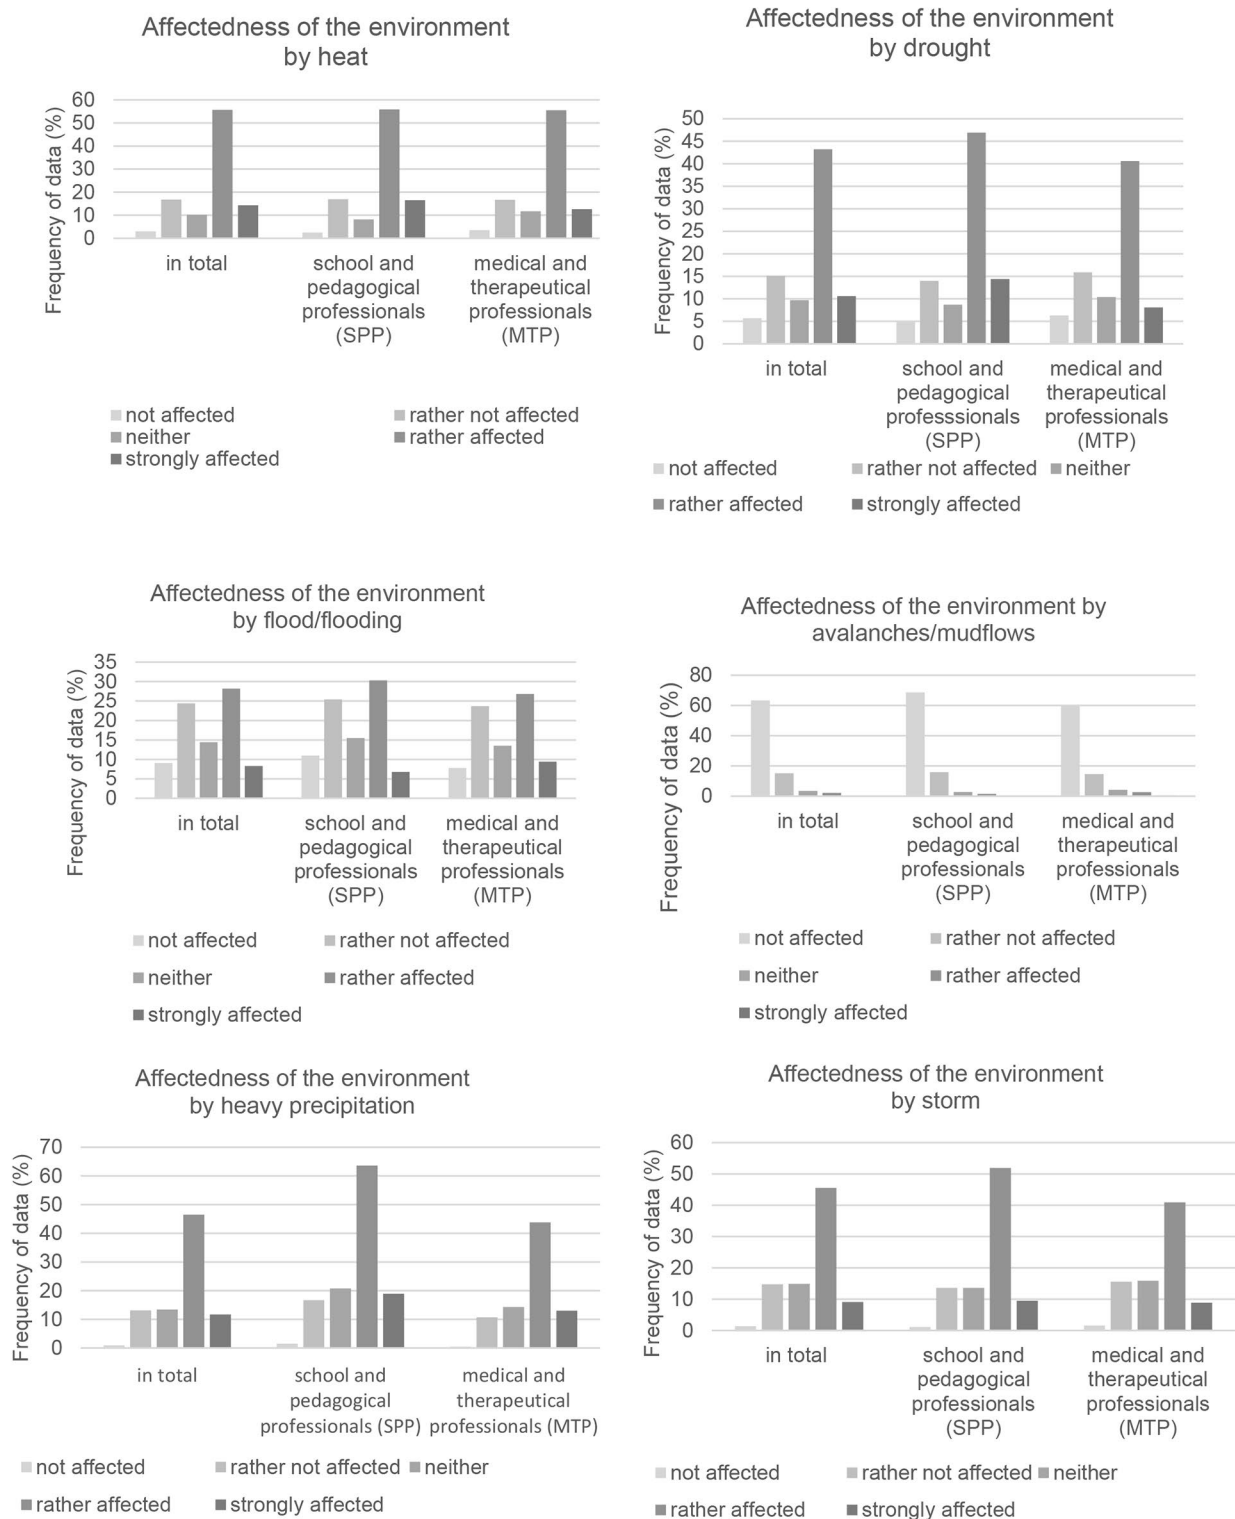 Affectedness of the environment
by heat
Frequency of data (%)
60
50
40
30
20
10
0
in total
school and
pedagogical
professionals
(SPP)
medical and
therapeutical
professionals
(MTP)
not affected
rather not affected
neither
rather affected
strongly affected
Affectedness of the environment
by drought
Frequency of data (%)
50
45
40
35
30
25
20
15
10
5
0
in total
school and
pedagogical
professsionals
(SPP)
medical and
therapeutical
professionals
(MTP)
not affected
rather not affected
neither
rather affected
strongly affected
Affectedness of the environment
by flood/flooding
Frequency of data (%)
35
30
25
20
15
10
5
0
in total
school and
pedagogical
professionals
(SPP)
medical and
therapeutical
professionals
(MTP)
not affected
rather not affected
neither
rather affected
strongly affected
Affectedness of the environment by
avalanches/mudflows
Frequency of data (%)
80
60
40
20
0
in total
school and
pedagogical
professionals
(SPP)
medical and
therapeutical
professionals
(MTP)
not affected
rather not affected
neither
rather affected
strongly affected
Affectedness of the environment
by heavy precipitation
Frequency of data (%)
70
60
50
40
30
20
10
0
in total
school and
pedagogical
professionals (SPP)
medical and
therapeutical
professionals (MTP)
not affected
rather not affected
neither
rather affected
strongly affected
Affectedness of the environment
by storm
Frequency of data (%)
60
50
40
30
20
10
0
in total
school and
pedagogical
professionals
(SPP)
medical and
therapeutical
professionals
(MTP)
not affected
rather not affected
neither
rather affected
strongly affected